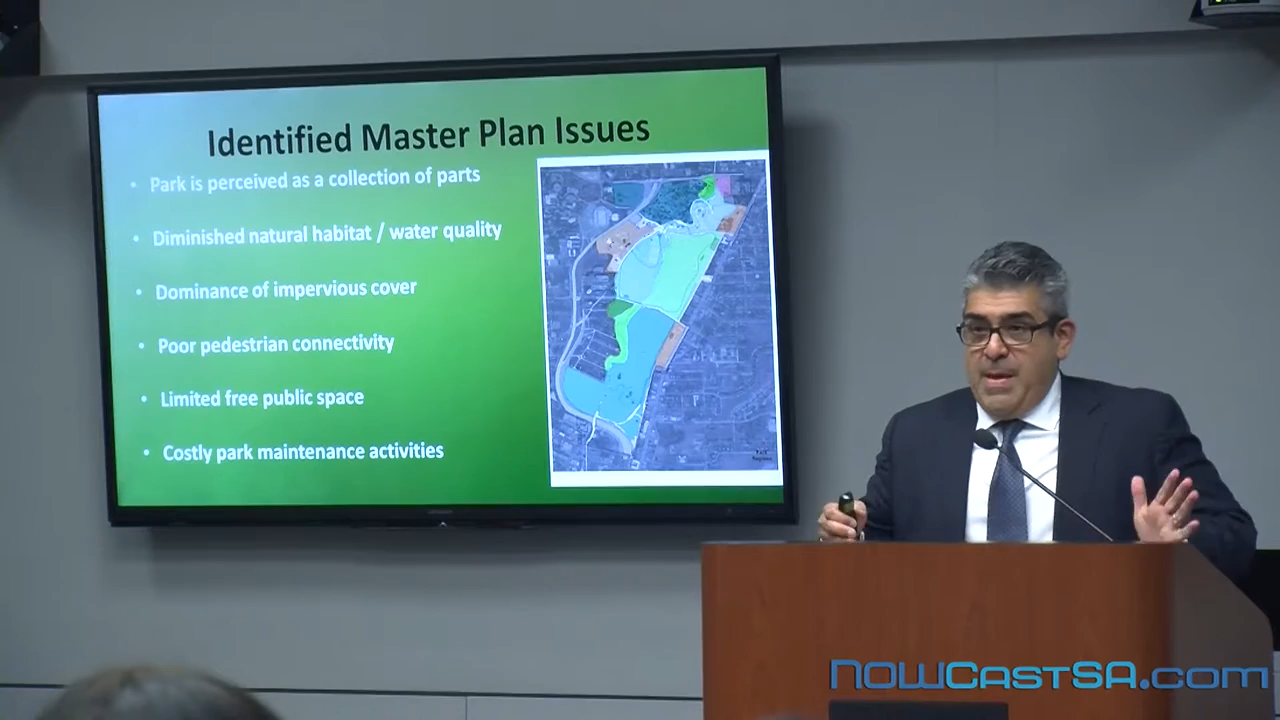 Identified Master Plan Issues
• Park is perceived as a collection of parts
• Diminished natural habitat / water quality
• Dominance of impervious cover
• Poor pedestrian connectivity
• Limited free public space
• Costly park maintenance activities
NOWCASTSA.com